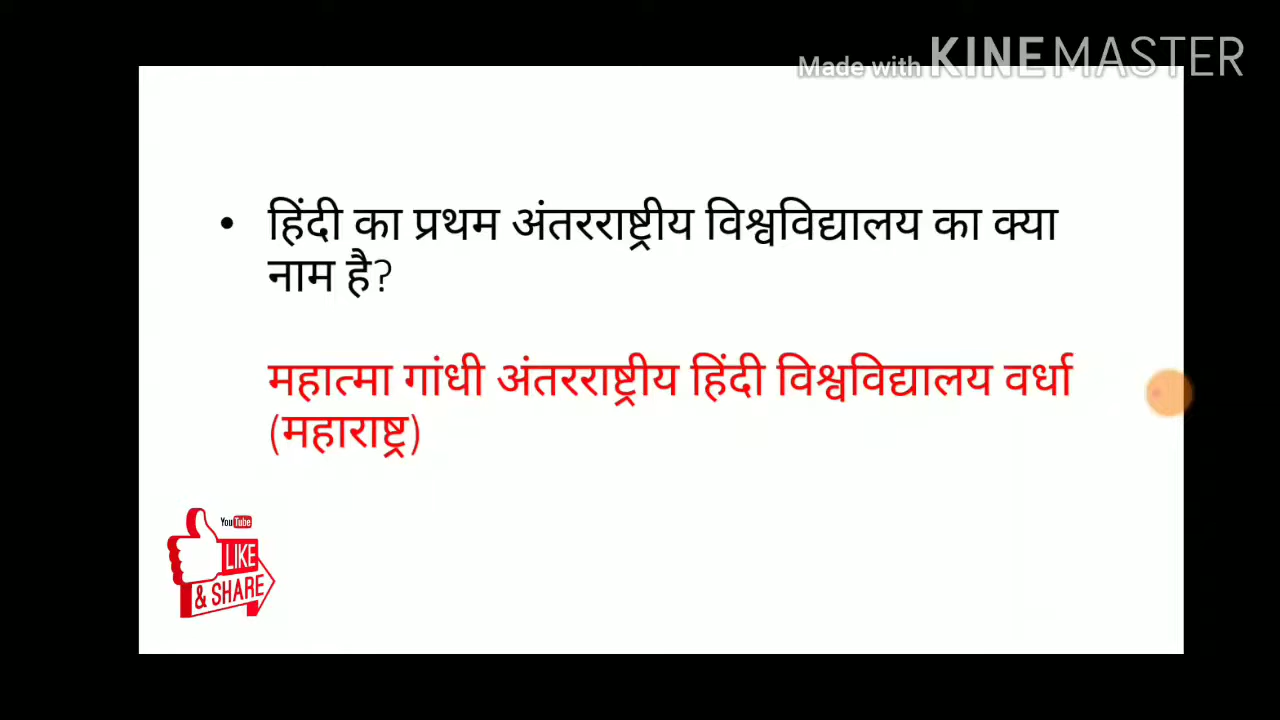 Made with KINEMASTER
• हिंदी का प्रथम अंतरराष्ट्रीय विश्वविद्यालय का क्या
नाम है?
महात्मा गांधी अंतरराष्ट्रीय हिंदी विश्वविद्यालय वर्धा
(महाराष्ट्र)
YouTube
LIKE
& SHARE